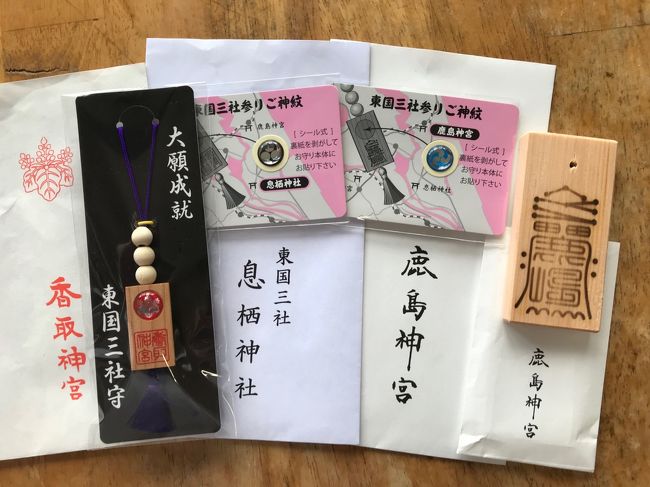 香取神宮
大願成就
東国三社守
東国三社参りご神紋
鹿島神宮
[シール式]
裏紙を剥がして
お守り本体に
お貼り下さい
息栖神社
東国三社
息栖神社
東国三社参りご神紋
鹿島神宮
[シール式]
裏紙を剥がして
お守り本体に
お貼り下さい
息栖神社
鹿島神宮
鹿島神宮